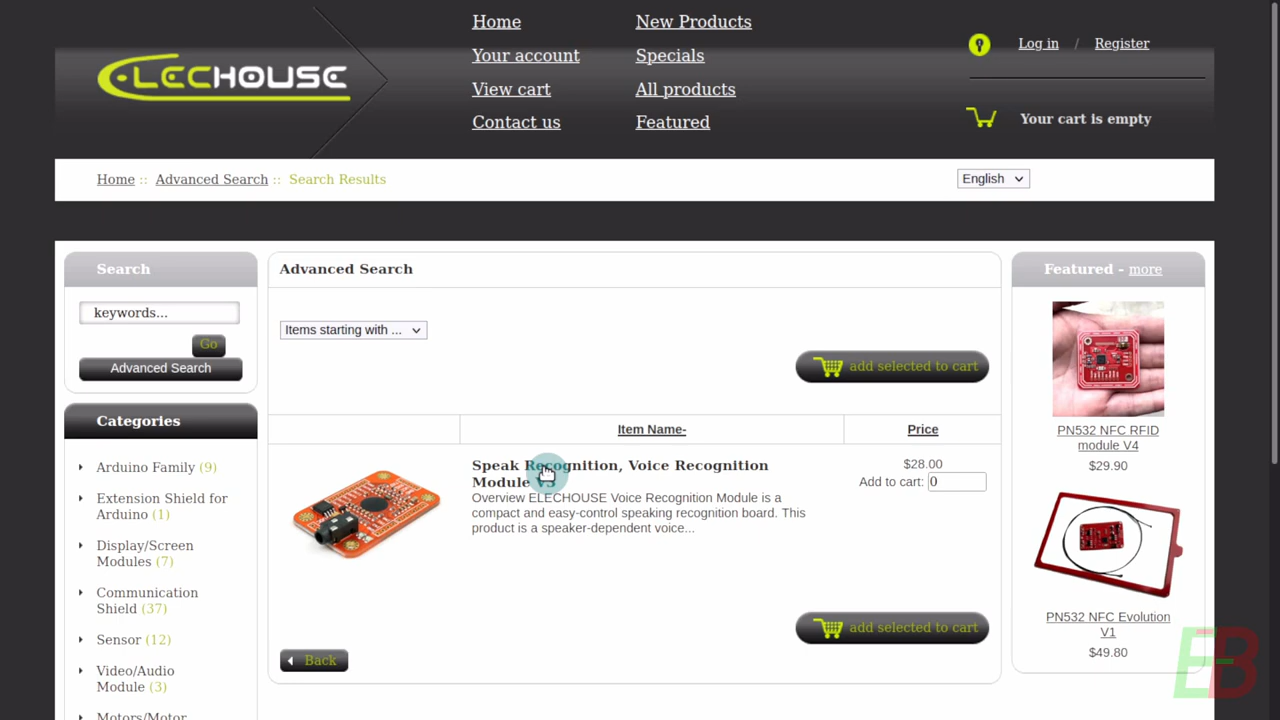 ELECHOUSE
Home
Your account
View cart
Contact us
New Products
Specials
All products
Featured
Log in / Register
Your cart is empty
Home :: Advanced Search :: Search Results
English
Search
keywords...
Go
Advanced Search
Categories
Arduino Family (9)
Extension Shield for
Arduino (1)
Display/Screen
Modules (7)
Communication
Shield (37)
Sensor (12)
Video/Audio
Module (3)
Motors/Motor
Advanced Search
Items starting with ...
add selected to cart
Item Name-
Price
Speak Recognition, Voice Recognition
Module V3
Overview ELECHOUSE Voice Recognition Module is a
compact and easy-control speaking recognition board. This
product is a speaker-dependent voice...
$28.00
Add to cart: 0
add selected to cart
Back
Featured - more
PN532 NFC RFID
module V4
$29.90
PN532 NFC Evolution
V1
$49.80
EB